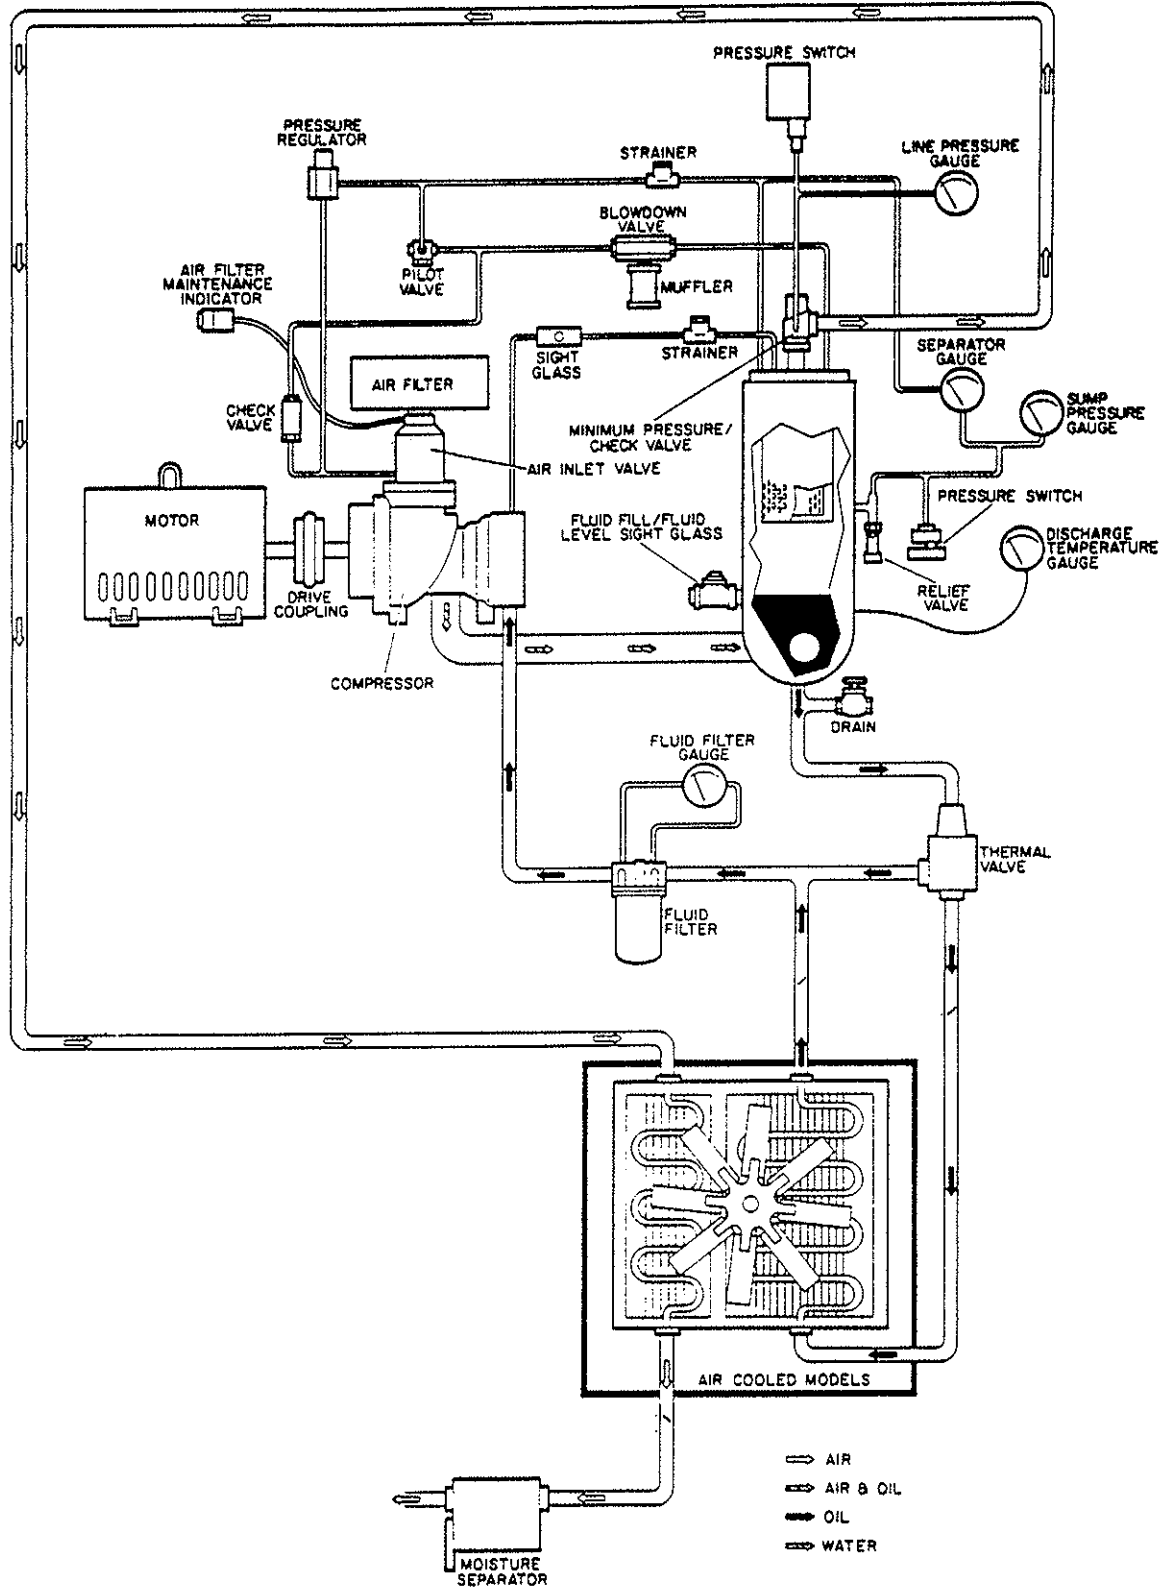 PRESSURE SWITCH
PRESSURE
REGULATOR
STRAINER
LINE PRESSURE
GAUGE
BLOWDOWN
VALVE
AIR FILTER
MAINTENANCE
INDICATOR
PILOT
VALVE
MUFFLER
SIGHT
GLASS
STRAINER
SEPARATOR
GAUGE
AIR FILTER
CHECK
VALVE
SUMP
PRESSURE
GAUGE
MINIMUM PRESSURE/
CHECK VALVE
AIR INLET VALVE
PRESSURE SWITCH
MOTOR
FLUID FILL/FLUID
LEVEL SIGHT GLASS
DISCHARGE
TEMPERATURE
GAUGE
DRIVE
COUPLING
RELIEF
VALVE
COMPRESSOR
DRAIN
FLUID FILTER
GAUGE
THERMAL
VALVE
FLUID
FILTER
AIR COOLED MODELS
AIR
AIR & OIL
OIL
WATER
MOISTURE
SEPARATOR